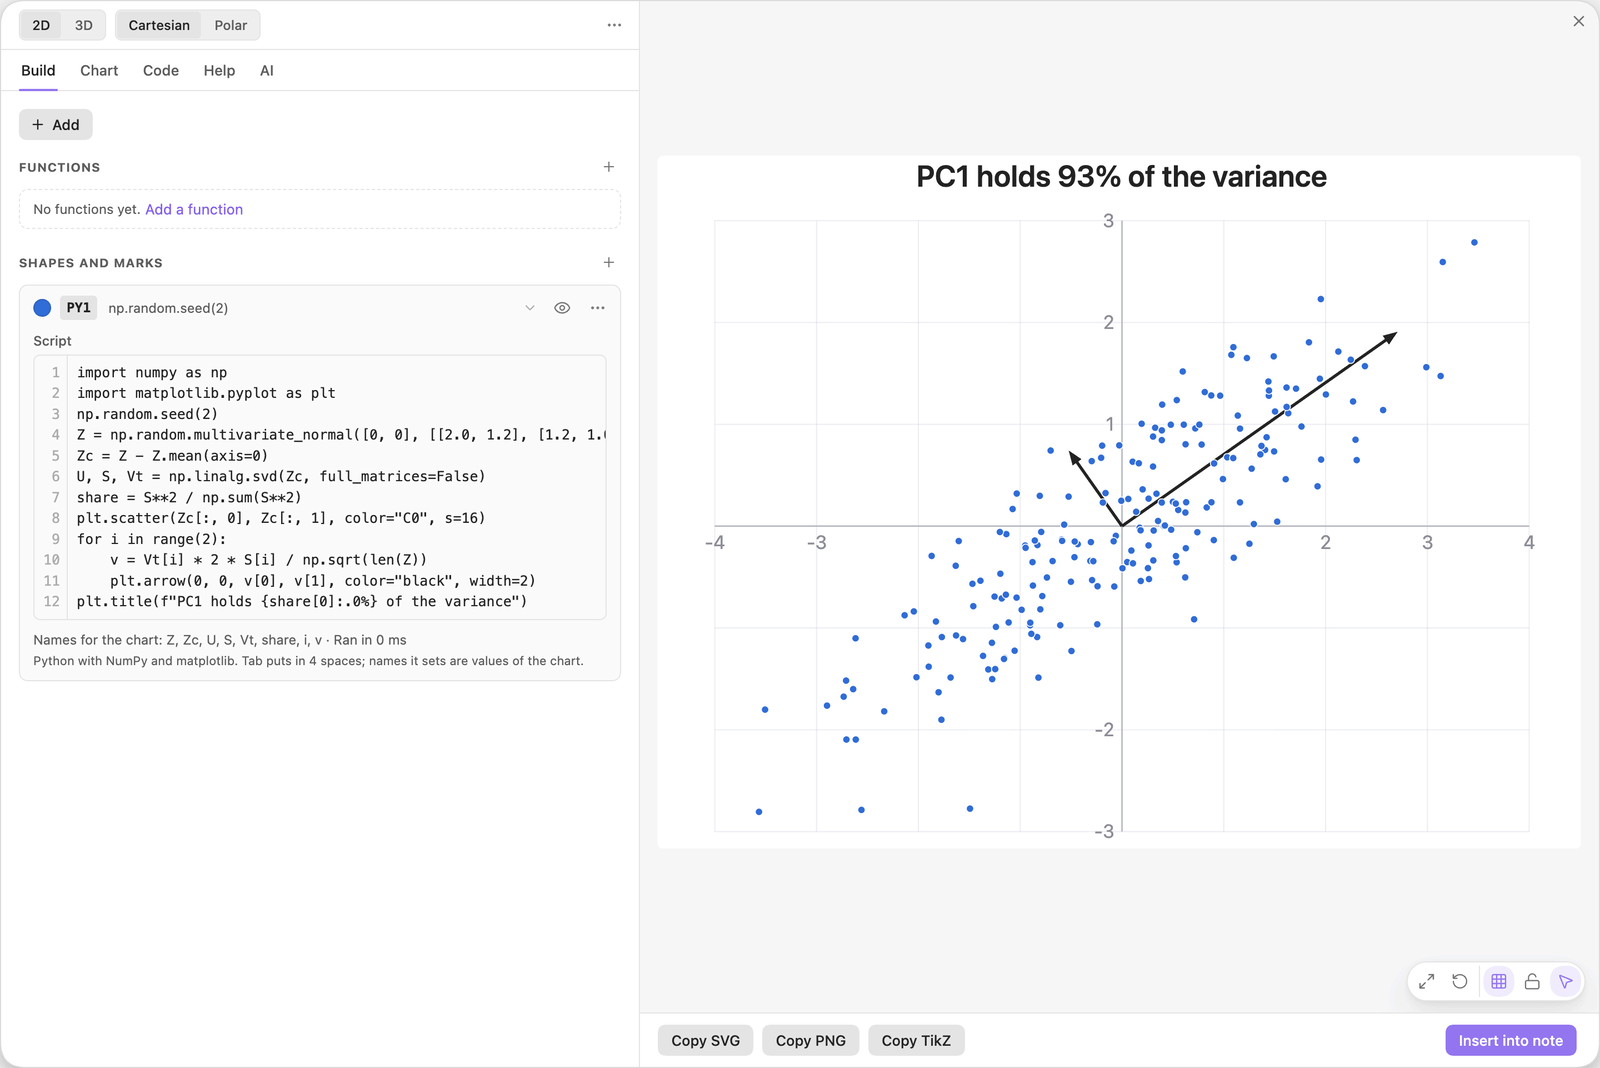 2D 3D Cartesian Polar
Build Chart Code Help AI
+ Add
FUNCTIONS
No functions yet. Add a function
SHAPES AND MARKS
PY1 np.random.seed(2)
Script
1 import numpy as np
2 import matplotlib.pyplot as plt
3 np.random.seed(2)
4 Z = np.random.multivariate_normal([0, 0], [[2.0, 1.2], [1.2, 1.
5 Zc = Z − Z.mean(axis=0)
6 U, S, Vt = np.linalg.svd(Zc, full_matrices=False)
7 share = S**2 / np.sum(S**2)
8 plt.scatter(Zc[:, 0], Zc[:, 1], color="C0", s=16)
9 for i in range(2):
10 v = Vt[i] * 2 * S[i] / np.sqrt(len(Z))
11 plt.arrow(0, 0, v[0], v[1], color="black", width=2)
12 plt.title(f"PC1 holds {share[0]:.0%} of the variance")
Names for the chart: Z, Zc, U, S, Vt, share, i, v · Ran in 0 ms
Python with NumPy and matplotlib. Tab puts in 4 spaces; names it sets are values of the chart.
PC1 holds 93% of the variance
3
2
1
-4 -3 2 3 4
-2
-3
Copy SVG Copy PNG Copy TikZ Insert into note